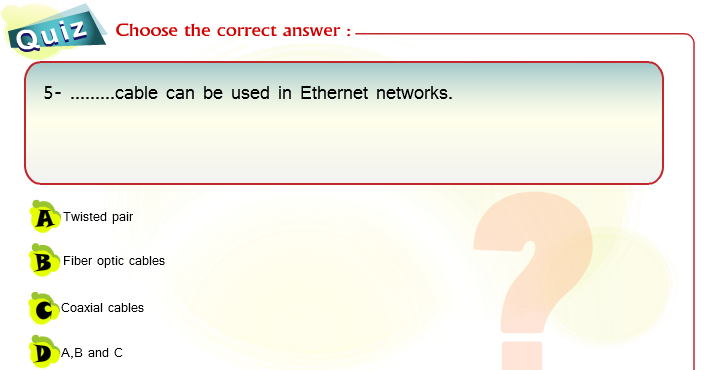 Quiz
Choose the correct answer :
5- .........cable can be used in Ethernet networks.
A Twisted pair
B Fiber optic cables
C Coaxial cables
D A,B and C
?